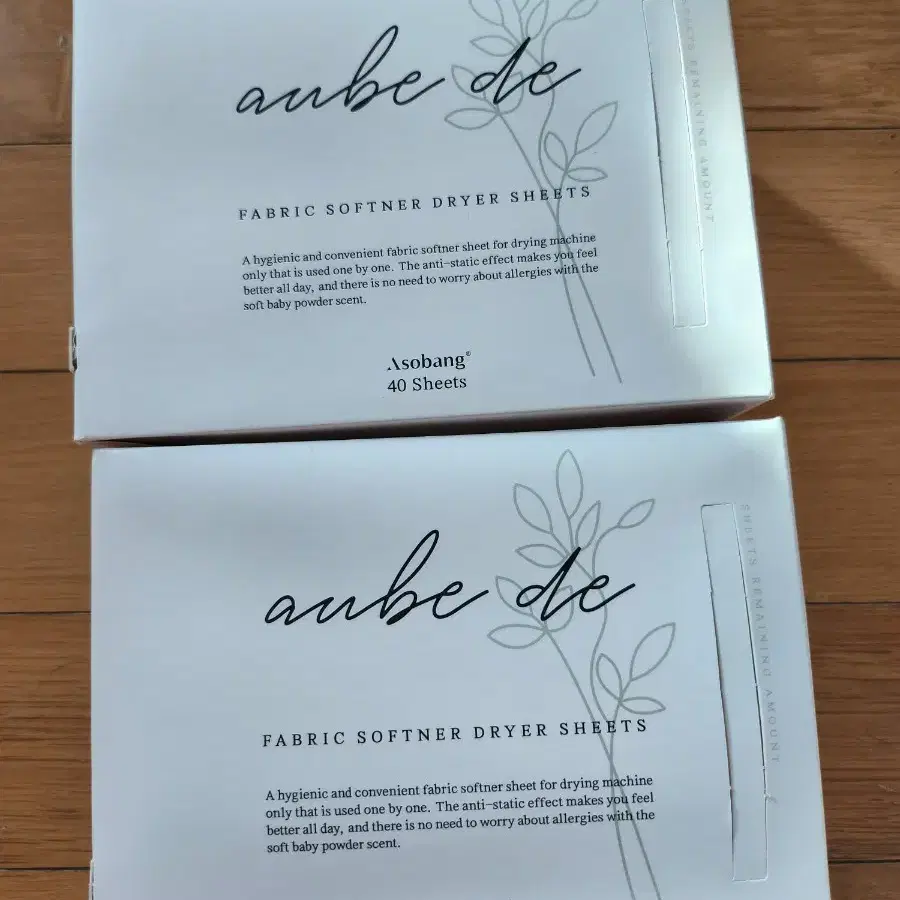 aube de
FABRIC SOFTNER DRYER SHEETS
A hygienic and convenient fabric softner sheet for drying machine
only that is used one by one. The anti-static effect makes you feel
better all day, and there is no need to worry about allergies with the
soft baby powder scent.
Asobang®
40 Sheets
SHEETS REMAINING AMOUNT
aube de
FABRIC SOFTNER DRYER SHEETS
A hygienic and convenient fabric softner sheet for drying machine
only that is used one by one. The anti-static effect makes you feel
better all day, and there is no need to worry about allergies with the
soft baby powder scent.
SHEETS REMAINING AMOUNT